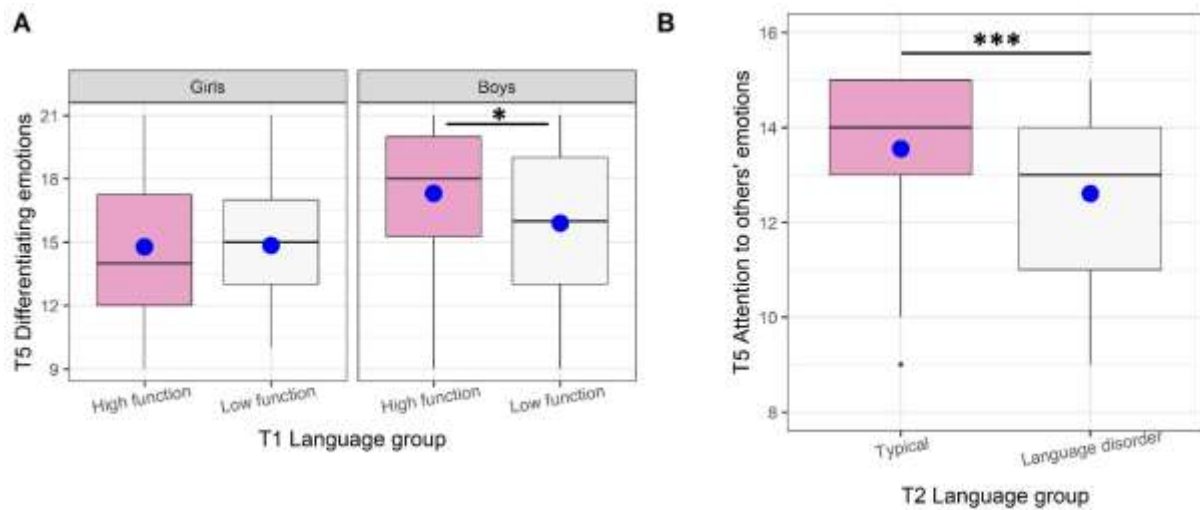 A
Girls
Boys
T5 Differentiating emotions
21
18
15
12
9
*
High function
Low function
High function
Low function
T1 Language group
B
T5 Attention to others' emotions
16
14
12
10
8
***
Typical
Language disorder
T2 Language group